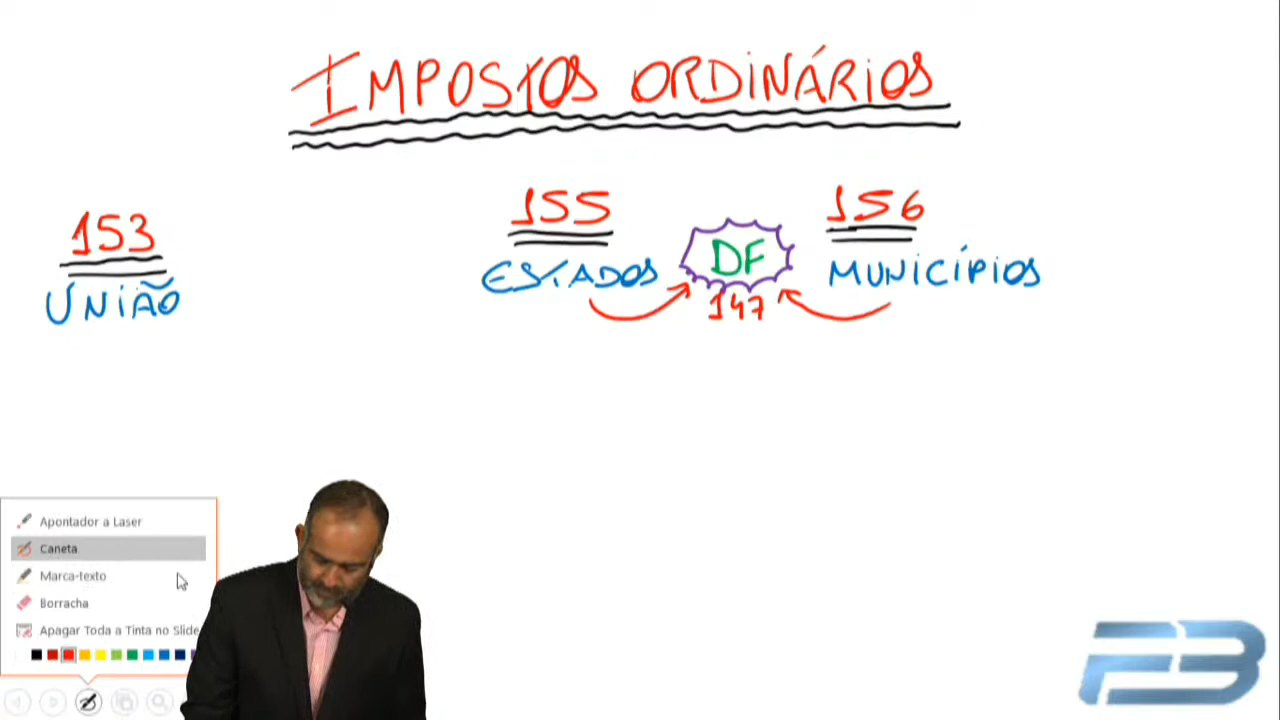 IMPOSTOS ORDINÁRIOS
153
UNIÃO
155
ESTADOS
DF
147
156
MUNICÍPIOS
Apontador a Laser
Caneta
Marca-texto
Borracha
Apagar Toda a Tinta no Slide
PB